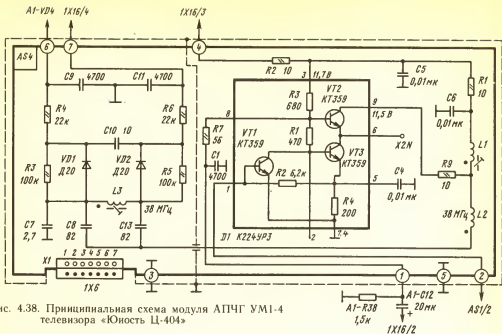 A1-VD4
1X16/4
1X16/3
6
7
4
AS4
C9 4700
C11 4700
R2 10
C5
0,01мк
R1
10
3 11,7В
R3
680
VT2
КТ359
9
11,5В
C6
0,01мк
R4
22к
R6
22к
8
C10 10
R7
56
VT1
КТ359
R1
470
6
X2N
VT3
КТ359
L1
VD1
Д20
VD2
Д20
R3
100к
R5
100к
C1
4700
R2 6,2к
5
C4
0,01мк
R9
10
1
L3
38 МГц
R4
200
38 МГц
L2
C7
2,7
C8
82
C13
82
D1 К224УР3
2
7,4
X1
1 2 3 4 5 6 7
1X6
3
1
5
2
Рис. 4.38. Принципиальная схема модуля АПЧГ УМ1-4
телевизора «Юность Ц-404»
A1-R38
1,5к
A1-C12
20мк
1X16/2
AS1/2